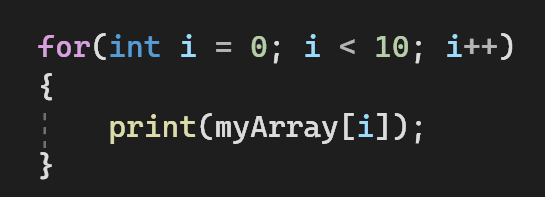 for(int i = 0; i < 10; i++)
{
    print(myArray[i]);
}